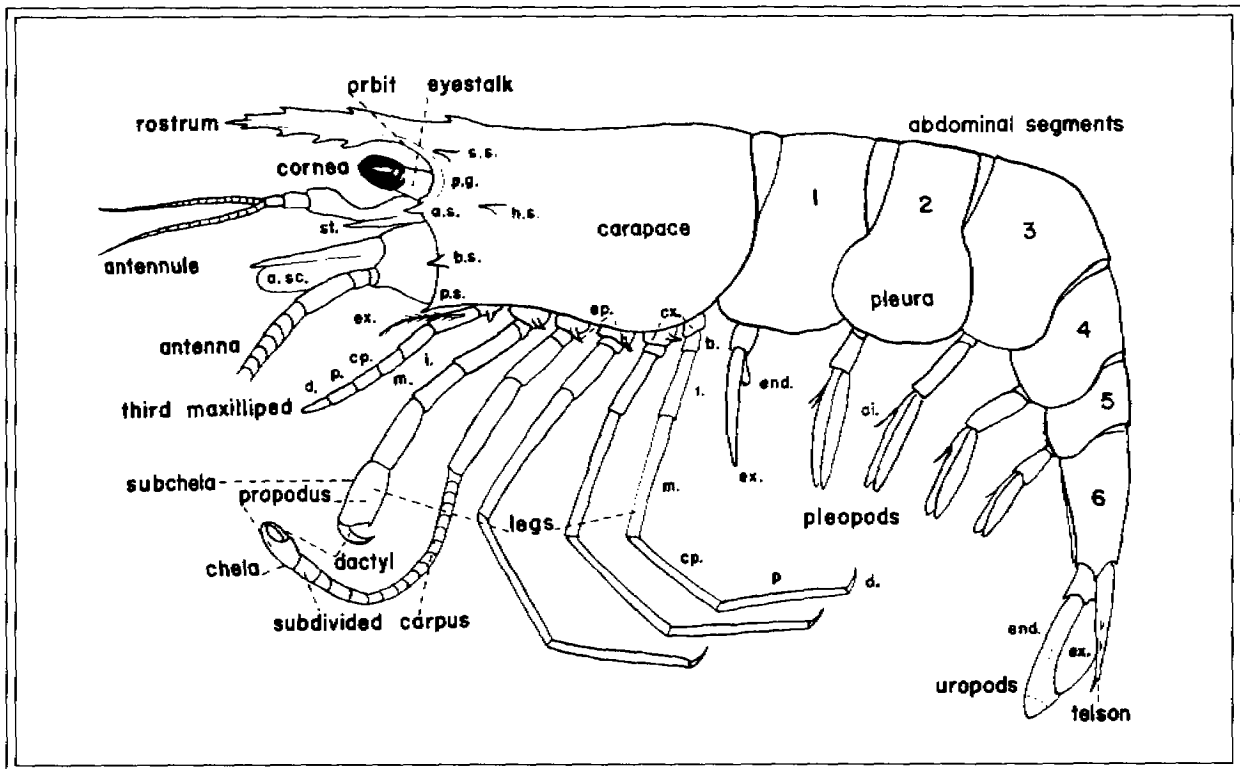 orbit eyestalk
rostrum
abdominal segments
cornea
s.s.
p.g.
a.s.
h.s.
st.
1
2
3
carapace
antennule
a.sc.
b.s.
p.s.
pleura
ex.
ep.
cx.
4
antenna
cp.
i.
b.
d.
p.
m.
end.
i.
third maxilliped
ai.
5
subchela
propodus
m.
ex.
6
legs
pleopods
chela
dactyl
cp.
p
d.
subdivided carpus
end.
ex.
uropods
telson